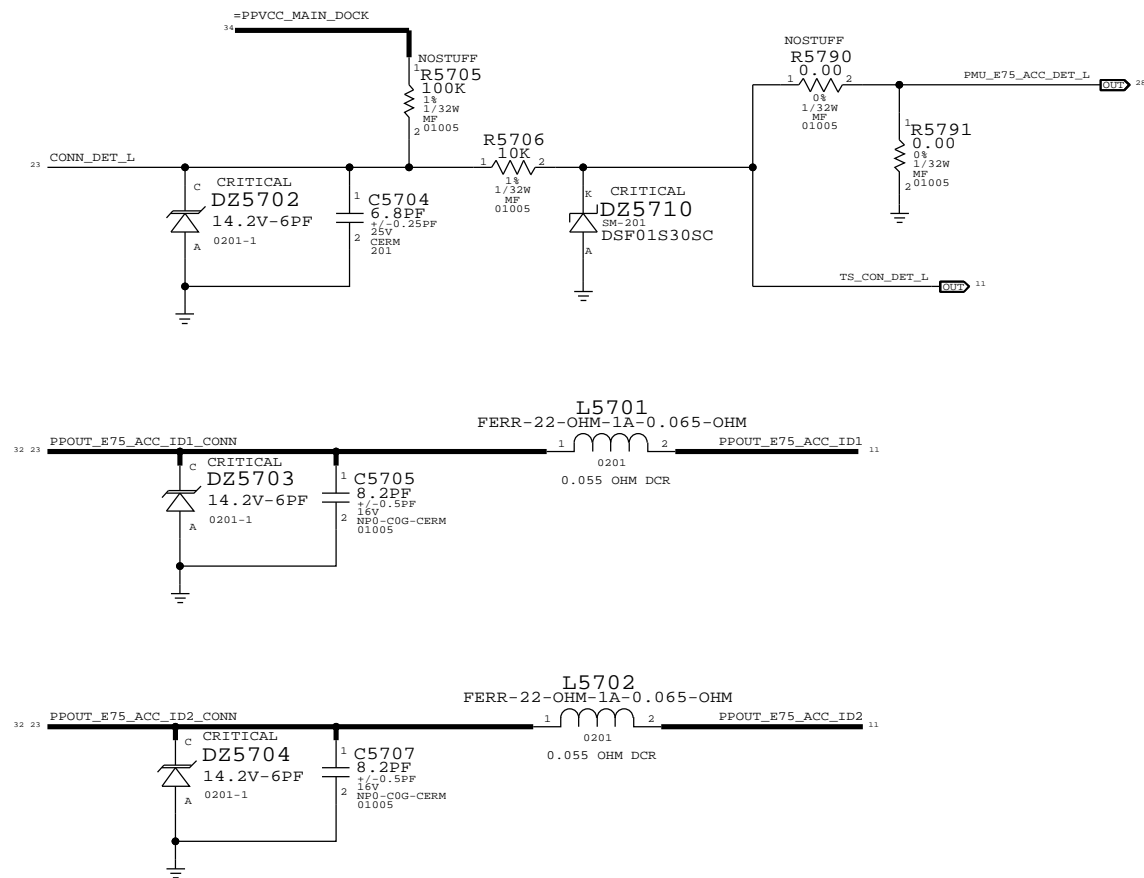 =PPVCC_MAIN_DOCK
34
NOSTUFF
1
R5705
100K
1%
1/32W
MF
2
01005
NOSTUFF
R5790
0.00
1
2
0%
1/32W
MF
01005
PMU_E75_ACC_DET_L
OUT
28
1
R5791
0.00
0%
1/32W
MF
2
01005
23
CONN_DET_L
R5706
1
10K
2
1%
1/32W
MF
01005
C
CRITICAL
DZ5702
14.2V-6PF
A
0201-1
1
C5704
6.8PF
+/-0.25PF
2
25V
CERM
201
K
CRITICAL
DZ5710
SM-201
DSF01S30SC
A
TS_CON_DET_L
OUT
11
L5701
FERR-22-OHM-1A-0.065-OHM
32 23
PPOUT_E75_ACC_ID1_CONN
1
2
PPOUT_E75_ACC_ID1
11
0201
0.055 OHM DCR
C
CRITICAL
DZ5703
14.2V-6PF
A
0201-1
1
C5705
8.2PF
+/-0.5PF
16V
2
NP0-C0G-CERM
01005
L5702
FERR-22-OHM-1A-0.065-OHM
32 23
PPOUT_E75_ACC_ID2_CONN
1
2
PPOUT_E75_ACC_ID2
11
0201
0.055 OHM DCR
C
CRITICAL
DZ5704
14.2V-6PF
A
0201-1
1
C5707
8.2PF
+/-0.5PF
16V
2
NP0-C0G-CERM
01005